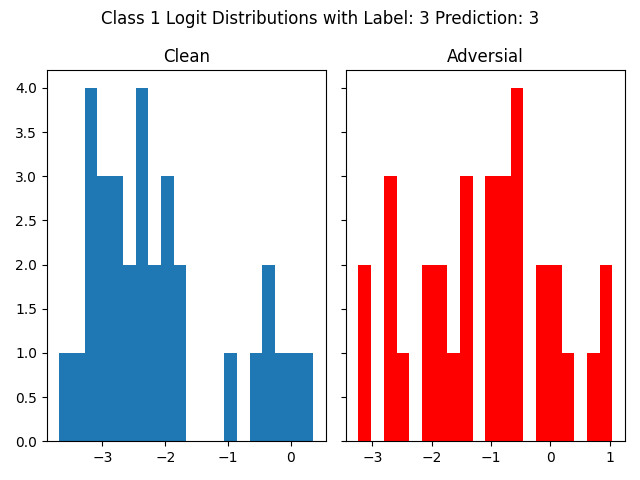 Class 1 Logit Distributions with Label: 3 Prediction: 3
Clean
Adversial
4.0
3.5
3.0
2.5
2.0
1.5
1.0
0.5
0.0
−3 −2 −1 0
−3 −2 −1 0 1